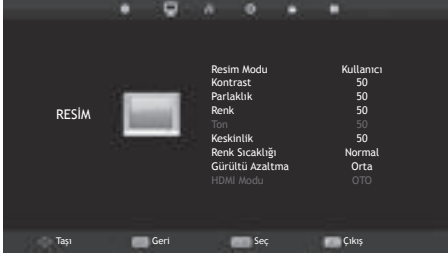 RESİM
Resim Modu Kullanıcı
Kontrast 50
Parlaklık 50
Renk 50
Ton 50
Keskinlik 50
Renk Sıcaklığı Normal
Gürültü Azaltma Orta
HDMI Modu OTO
Taşı Geri Seç Çıkış